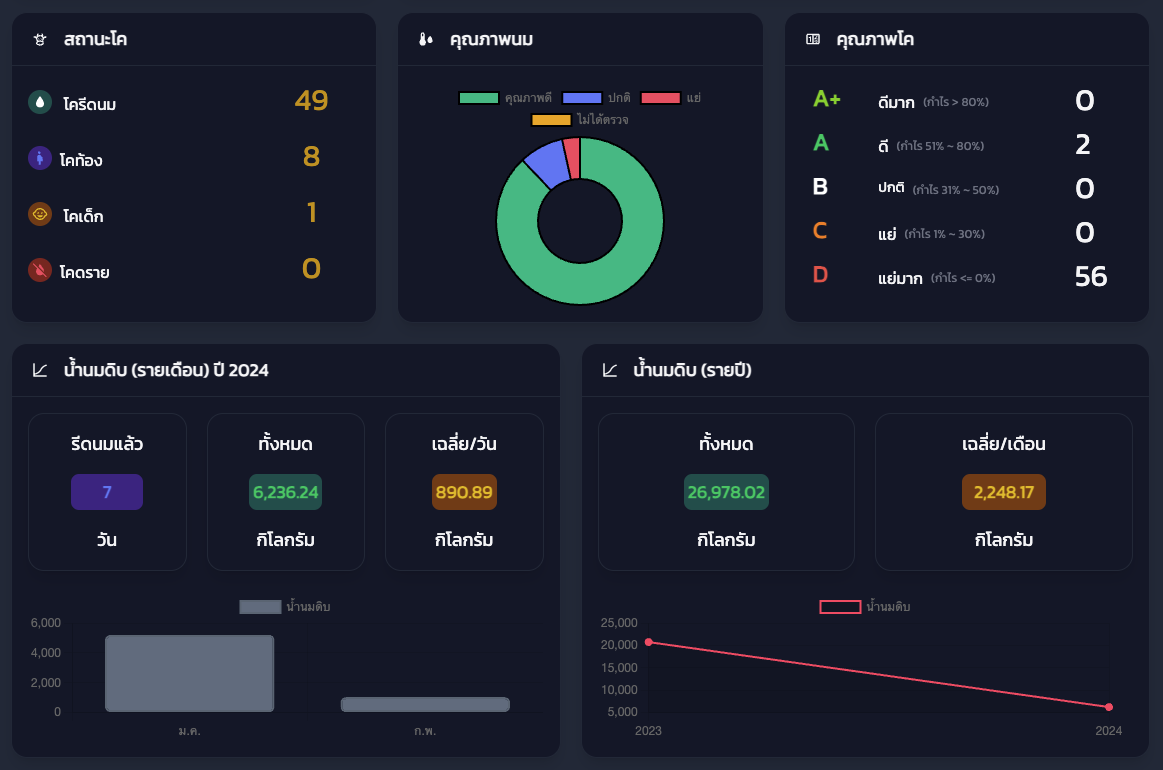 สถานะโค
โครีดนม 49
โคท้อง 8
โคเด็ก 1
โคดราย 0
คุณภาพนม
คุณภาพดี ปกติ แย่
ไม่ได้ตรวจ
คุณภาพโค
A+ ดีมาก (กำไร > 80%) 0
A ดี (กำไร 51% ~ 80%) 2
B ปกติ (กำไร 31% ~ 50%) 0
C แย่ (กำไร 1% ~ 30%) 0
D แย่มาก (กำไร <= 0%) 56
น้ำนมดิบ (รายเดือน) ปี 2024
รีดนมแล้ว
7
วัน
ทั้งหมด
6,236.24
กิโลกรัม
เฉลี่ย/วัน
890.89
กิโลกรัม
น้ำนมดิบ
6,000
4,000
2,000
0
ม.ค. ก.พ.
น้ำนมดิบ (รายปี)
ทั้งหมด
26,978.02
กิโลกรัม
เฉลี่ย/เดือน
2,248.17
กิโลกรัม
น้ำนมดิบ
25,000
20,000
15,000
10,000
5,000
2023 2024